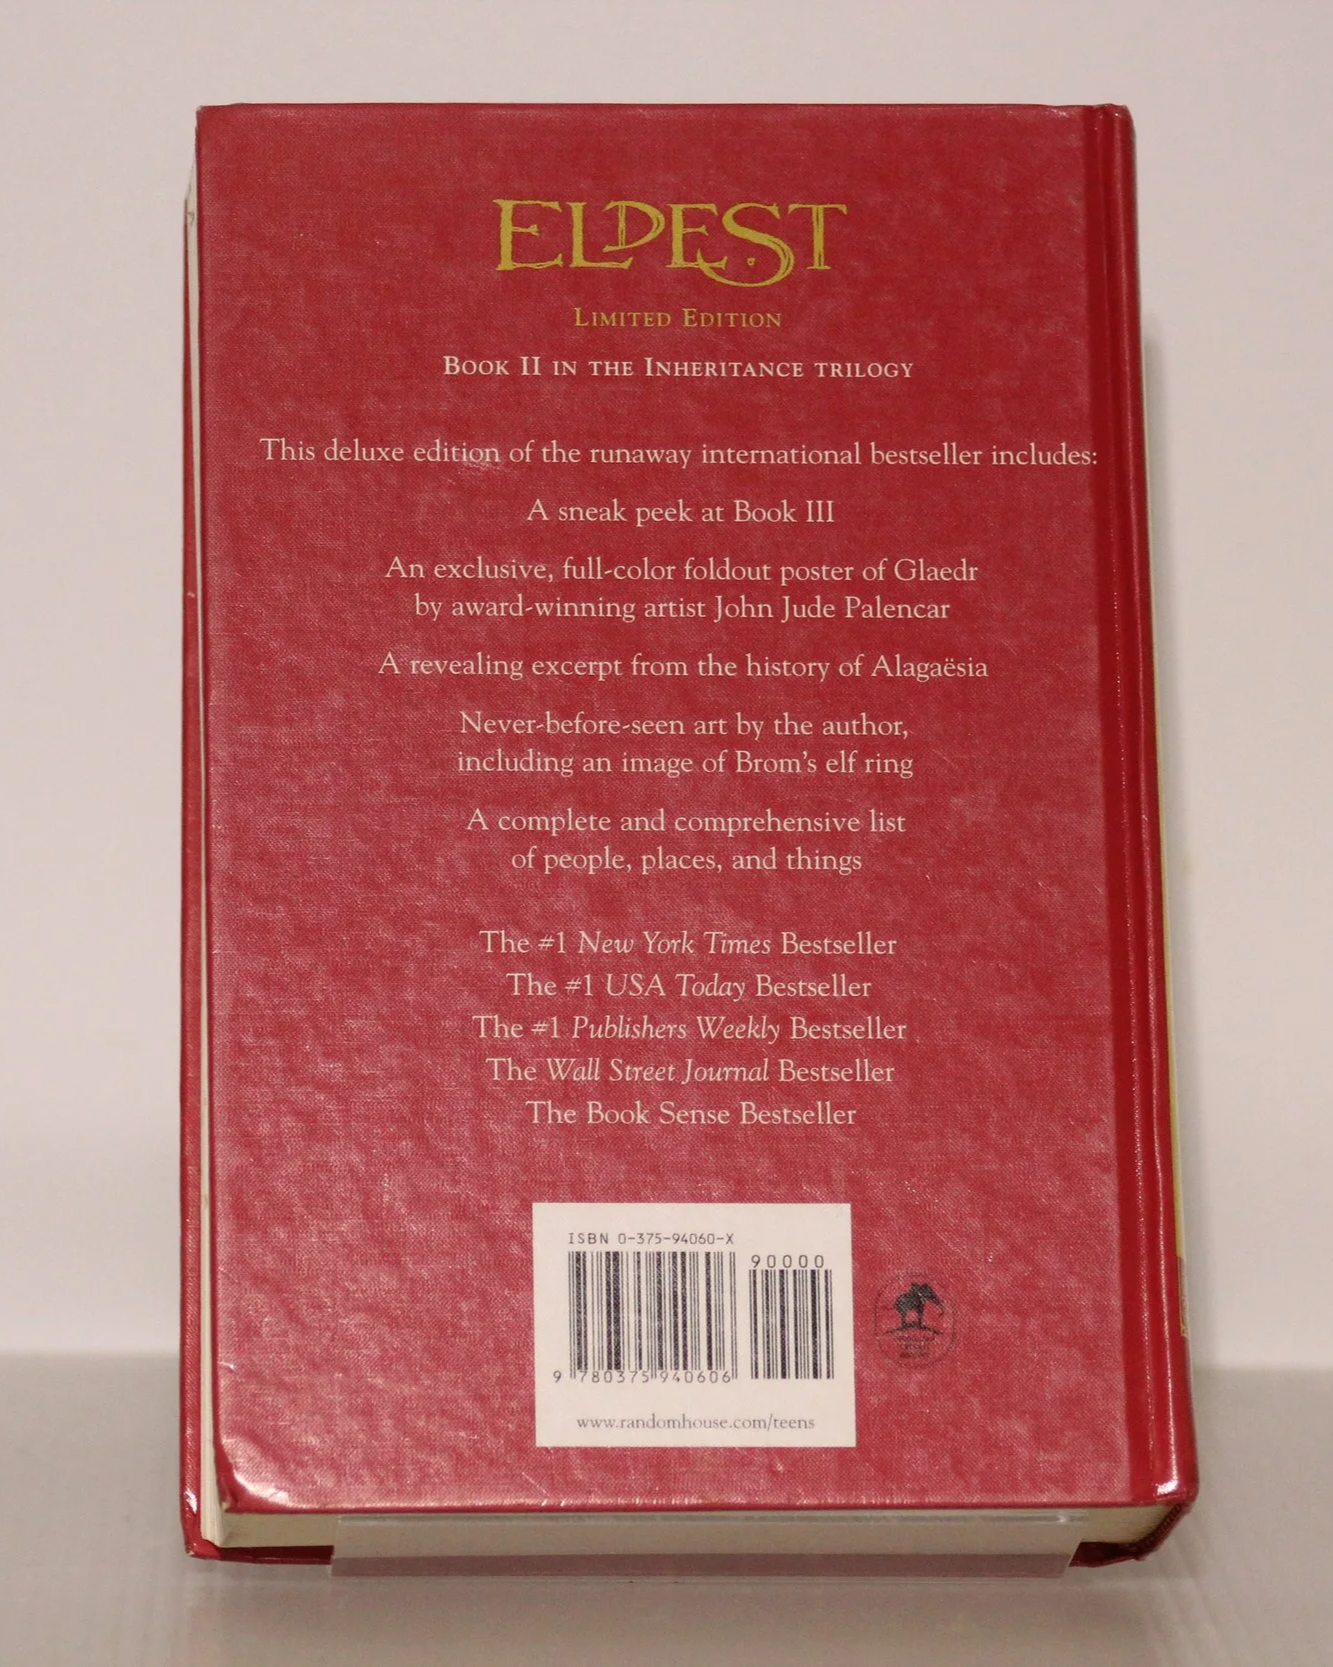 ELDEST
LIMITED EDITION
BOOK II IN THE INHERITANCE TRILOGY
This deluxe edition of the runaway international bestseller includes:
A sneak peek at Book III
An exclusive, full-color foldout poster of Glaedr
by award-winning artist John Jude Palencar
A revealing excerpt from the history of Alagaësia
Never-before-seen art by the author,
including an image of Brom's elf ring
A complete and comprehensive list
of people, places, and things
The #1 New York Times Bestseller
The #1 USA Today Bestseller
The #1 Publishers Weekly Bestseller
The Wall Street Journal Bestseller
The Book Sense Bestseller
ISBN 0-375-94060-X
90000
9 780375 940606
www.randomhouse.com/teens